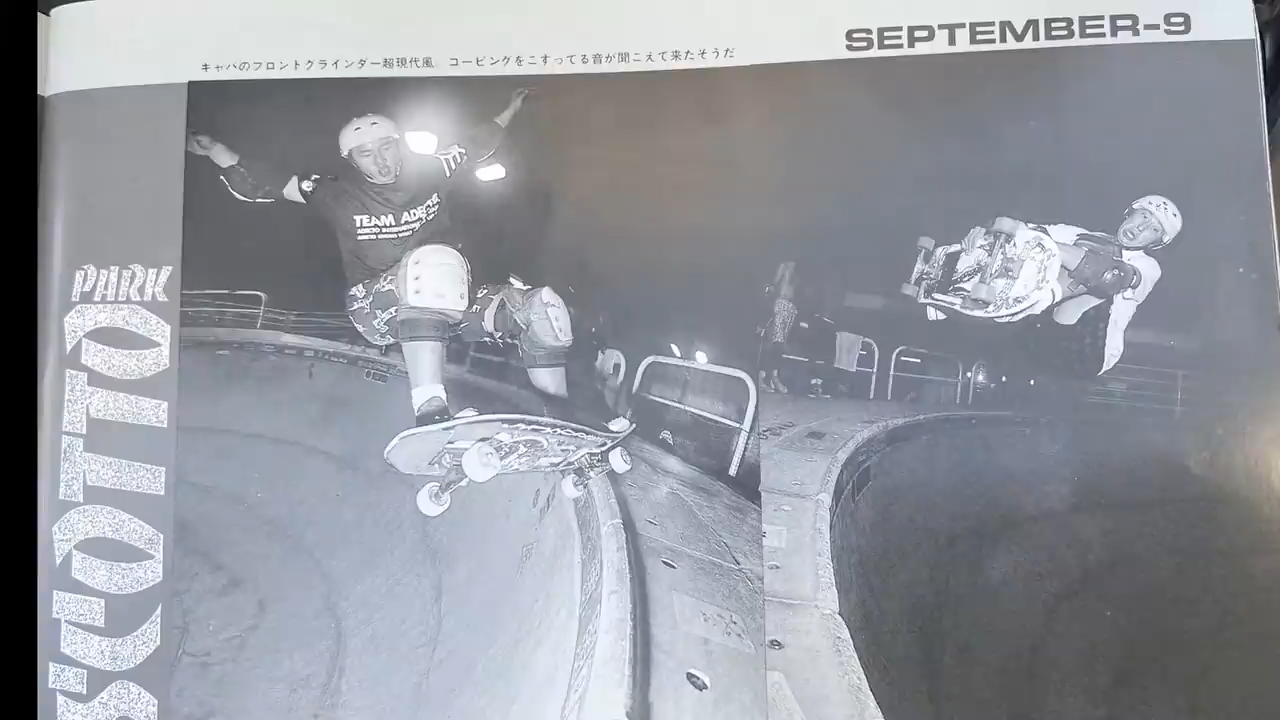 SEPTEMBER-9
キャバのフロントグラインダー超現代風 コーピングをこすってる音が聞こえて来たそうだ
TEAM
PARK
SCOTTO